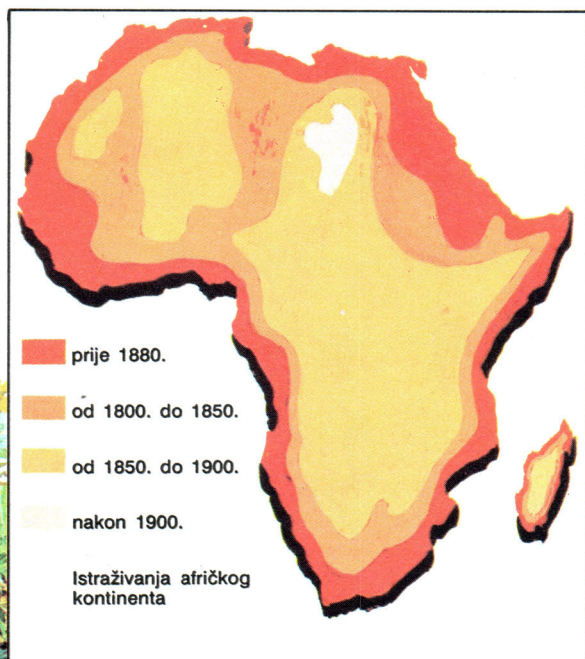 prije 1880.
od 1800. do 1850.
od 1850. do 1900.
nakon 1900.
Istraživanja afričkog
kontinenta